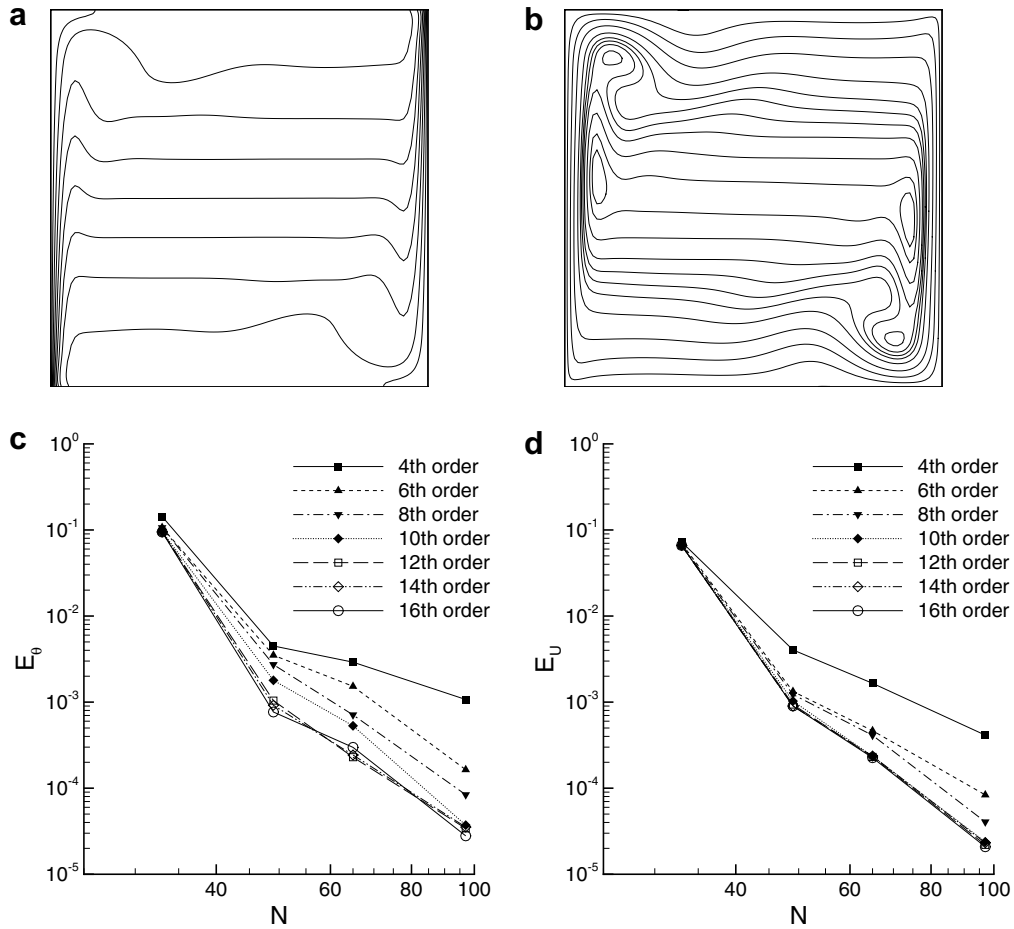 a
b
c
10^0
10^-1
10^-2
10^-3
10^-4
10^-5
E_θ
40
60
80
100
N
4th order
6th order
8th order
10th order
12th order
14th order
16th order
d
10^0
10^-1
10^-2
10^-3
10^-4
10^-5
E_U
40
60
80
100
N
4th order
6th order
8th order
10th order
12th order
14th order
16th order